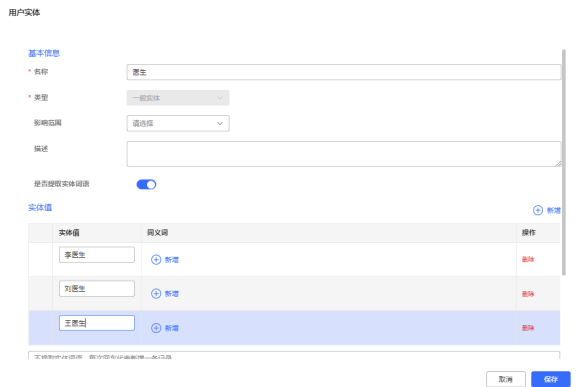 用户实体
基本信息
* 名称 医生
* 类型 一般实体
影响范围 请选择
描述
是否提取实体词语
实体值 新增
实体值 同义词 操作
李医生 新增 删除
刘医生 新增 删除
王医生 新增 删除
取消 保存